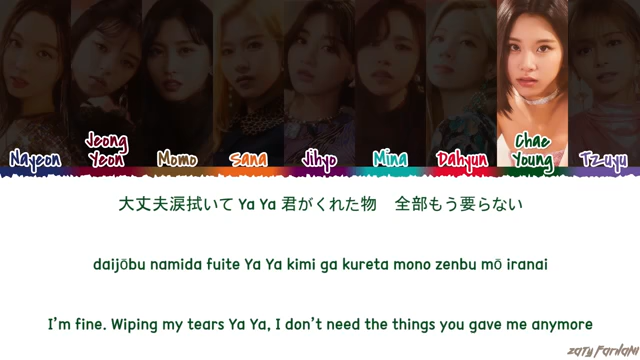 Nayeon
Jeong Yeon
Momo
Sana
Jihyo
Mina
Dahyun
Chae Young
Tzuyu
大丈夫涙拭いて Ya Ya 君がくれた物　全部もう要らない
daijōbu namida fuite Ya Ya kimi ga kureta mono zenbu mō iranai
I'm fine. Wiping my tears Ya Ya, I don't need the things you gave me anymore
Zaty Farhani